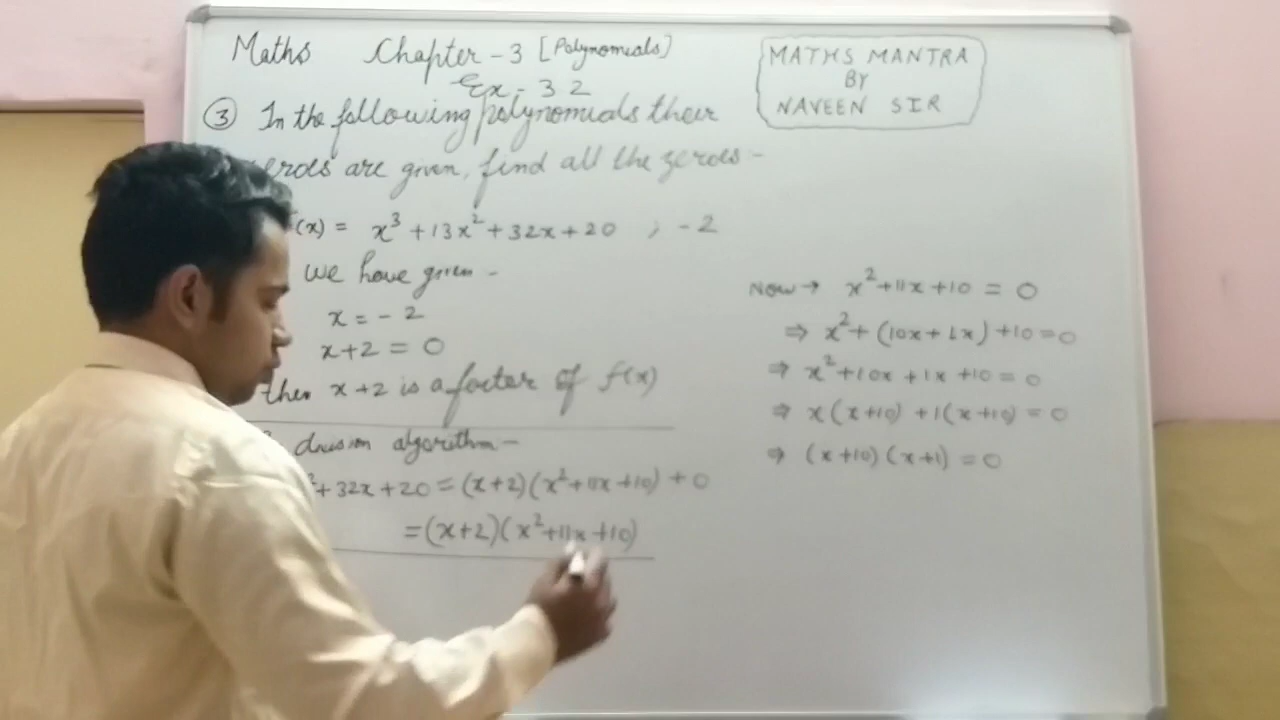 Maths Chapter - 3 [Polynomials]
Ex - 3 2
MATHS MANTRA
BY
NAVEEN SIR
③ In the following polynomials their
zeroes are given, find all the zeroes -
(x) = x³ + 13x² + 32x + 20 ; - 2
we have given -
x = - 2
x + 2 = 0
then x + 2 is a factor of f(x)
division algorithm -
² + 32x + 20 = (x + 2) (x² + 11x + 10) + 0
= (x + 2) (x² + 11x + 10)
Now → x² + 11x + 10 = 0
⇒ x² + (10x + 1x) + 10 = 0
⇒ x² + 10x + 1x + 10 = 0
⇒ x (x + 10) + 1 (x + 10) = 0
⇒ (x + 10) (x + 1) = 0